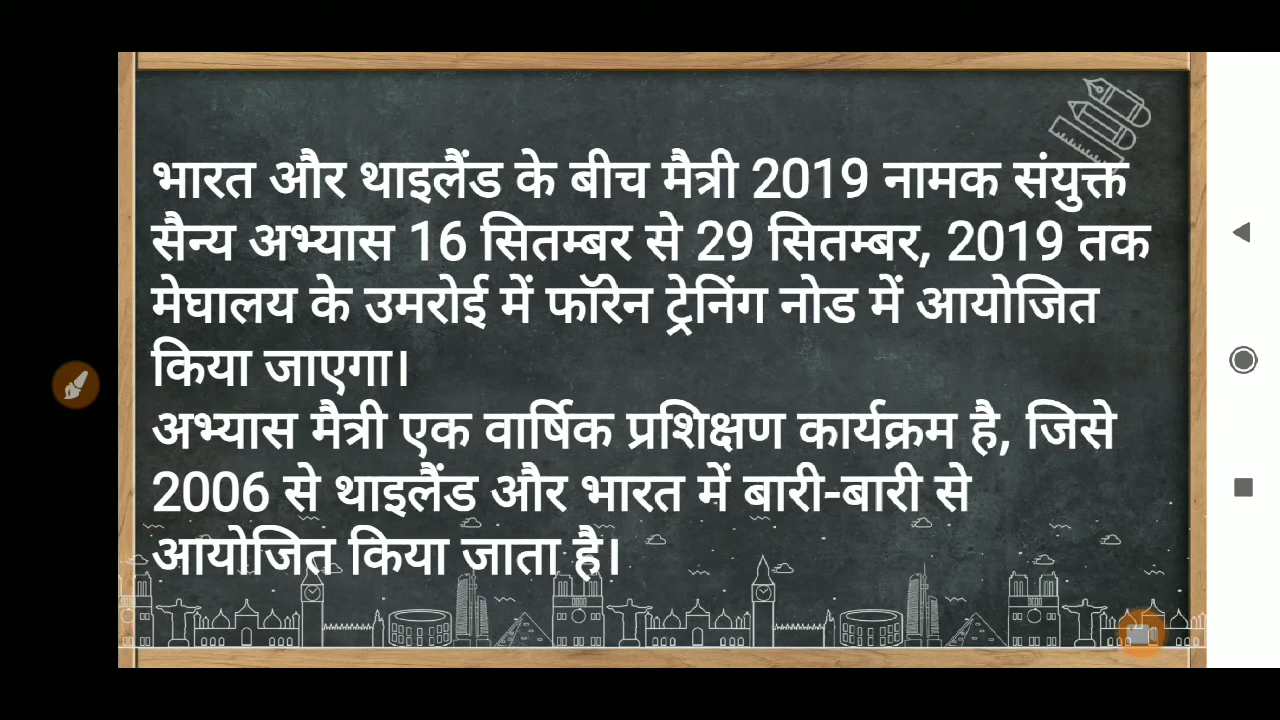 भारत और थाइलैंड के बीच मैत्री 2019 नामक संयुक्त
सैन्य अभ्यास 16 सितम्बर से 29 सितम्बर, 2019 तक
मेघालय के उमरोई में फॉरेन ट्रेनिंग नोड में आयोजित
किया जाएगा।
अभ्यास मैत्री एक वार्षिक प्रशिक्षण कार्यक्रम है, जिसे
2006 से थाइलैंड और भारत में बारी-बारी से
आयोजित किया जाता है।